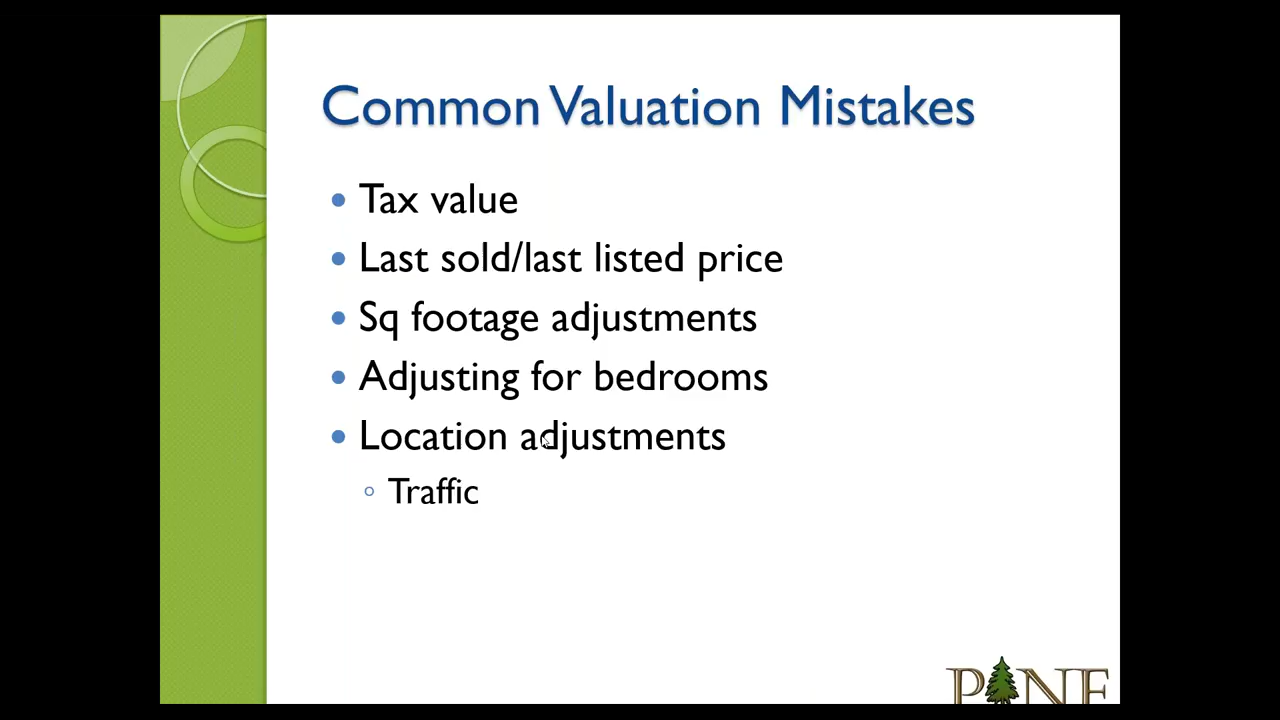 Common Valuation Mistakes
Tax value
Last sold/last listed price
Sq footage adjustments
Adjusting for bedrooms
Location adjustments
Traffic
PINE